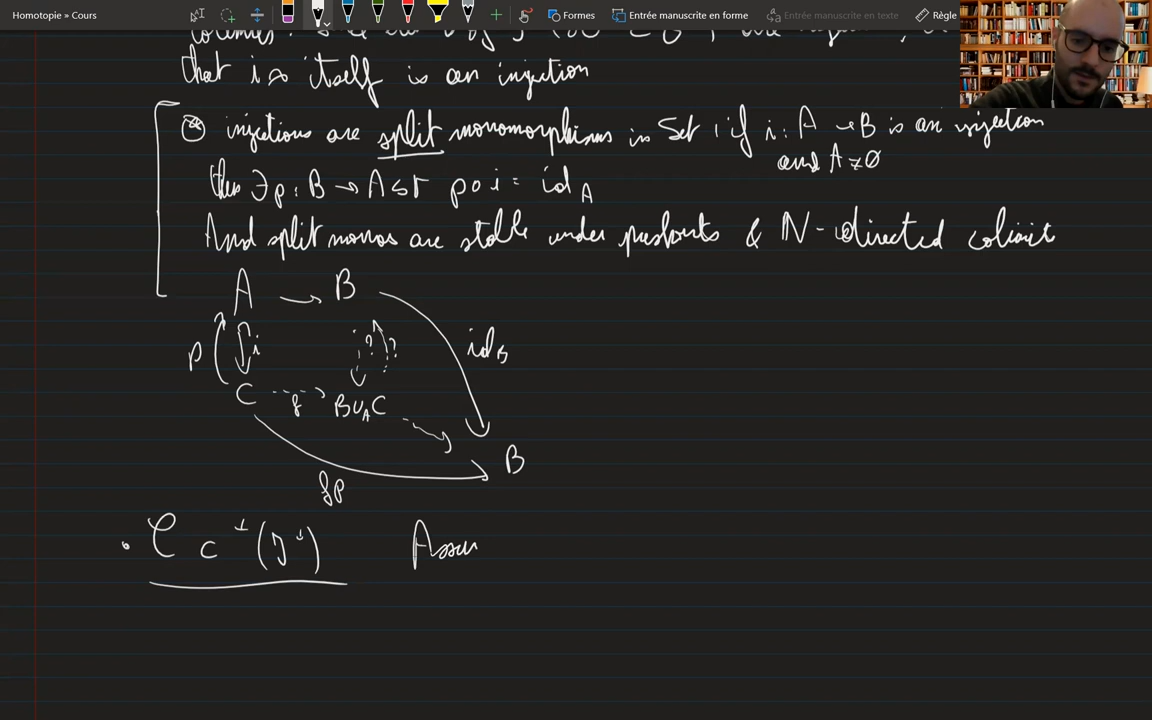 Homotopie » Cours
Formes
Entrée manuscrite en forme
Entrée manuscrite en texte
Règle
that i∞ itself is an injection
injections are split monomorphisms in Set : if i : A → B is an injection
and A ≠ ∅
then ∃ p : B → A st p ∘ i = id_A
And split monos are stable under pushouts & ℕ-directed colimits
A → B
p i ? ? id_B
C g B ∪_A C
B
gp
C ⊂ ⊥(J⊥) Assu